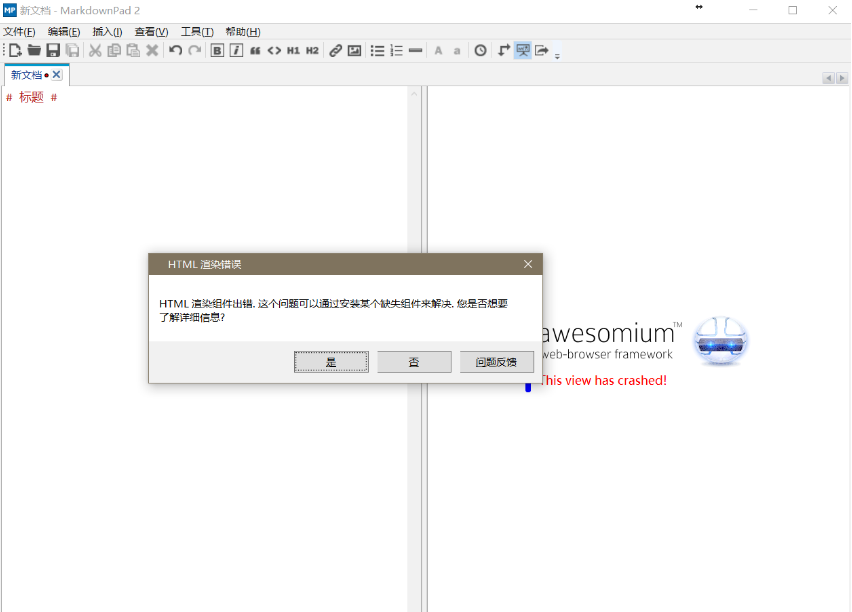 新文档 - MarkdownPad 2
文件(F) 编辑(E) 插入(I) 查看(V) 工具(T) 帮助(H)
B I H1 H2 A a
新文档
# 标题 #
HTML 渲染错误
HTML 渲染组件出错. 这个问题可以通过安装某个缺失组件来解决. 您是否想要
了解详细信息?
是 否 问题反馈
awesomium™
web-browser framework
This view has crashed!